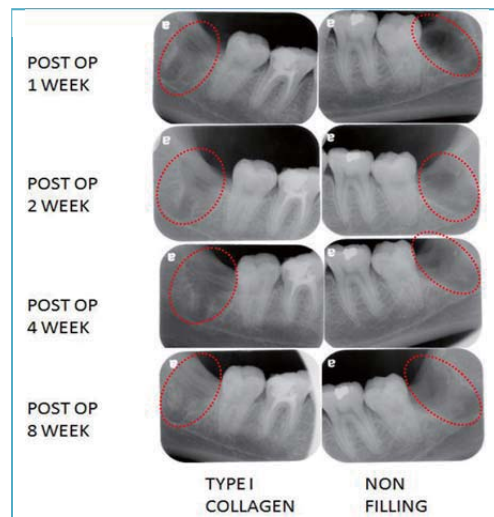 POST OP
1 WEEK
POST OP
2 WEEK
POST OP
4 WEEK
POST OP
8 WEEK
TYPE I
COLLAGEN
NON
FILLING
a
a
a
a
a
a
a
a